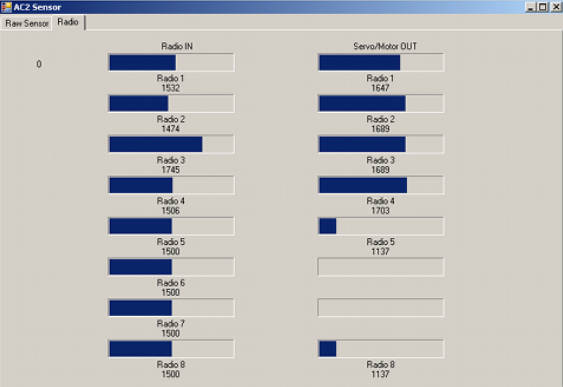 AC2 Sensor
Raw Sensor Radio
Radio IN Servo/Motor OUT
0
Radio 1 Radio 1
1532 1647
Radio 2 Radio 2
1474 1689
Radio 3 Radio 3
1745 1689
Radio 4 Radio 4
1506 1703
Radio 5 Radio 5
1500 1137
Radio 6
1500
Radio 7
1500
Radio 8 Radio 8
1500 1137